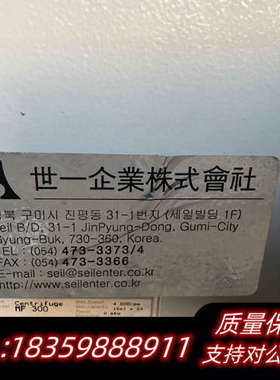 世一企業株式會社
북 구미시 진평동 31-1번지 (세일빌딩 1F)
eil B/D, 31-1 JinPyung-Dong, Gumi-City
yung-Buk, 730-360, Korea.
TEL : (054) 473-3373/4
FAX : (054) 473-3366
E-mail : seil@seilenter.co.kr
http://www.seilenter.co.kr
Centrifuge
MF 300
质量保证
:18359888911
支持对公